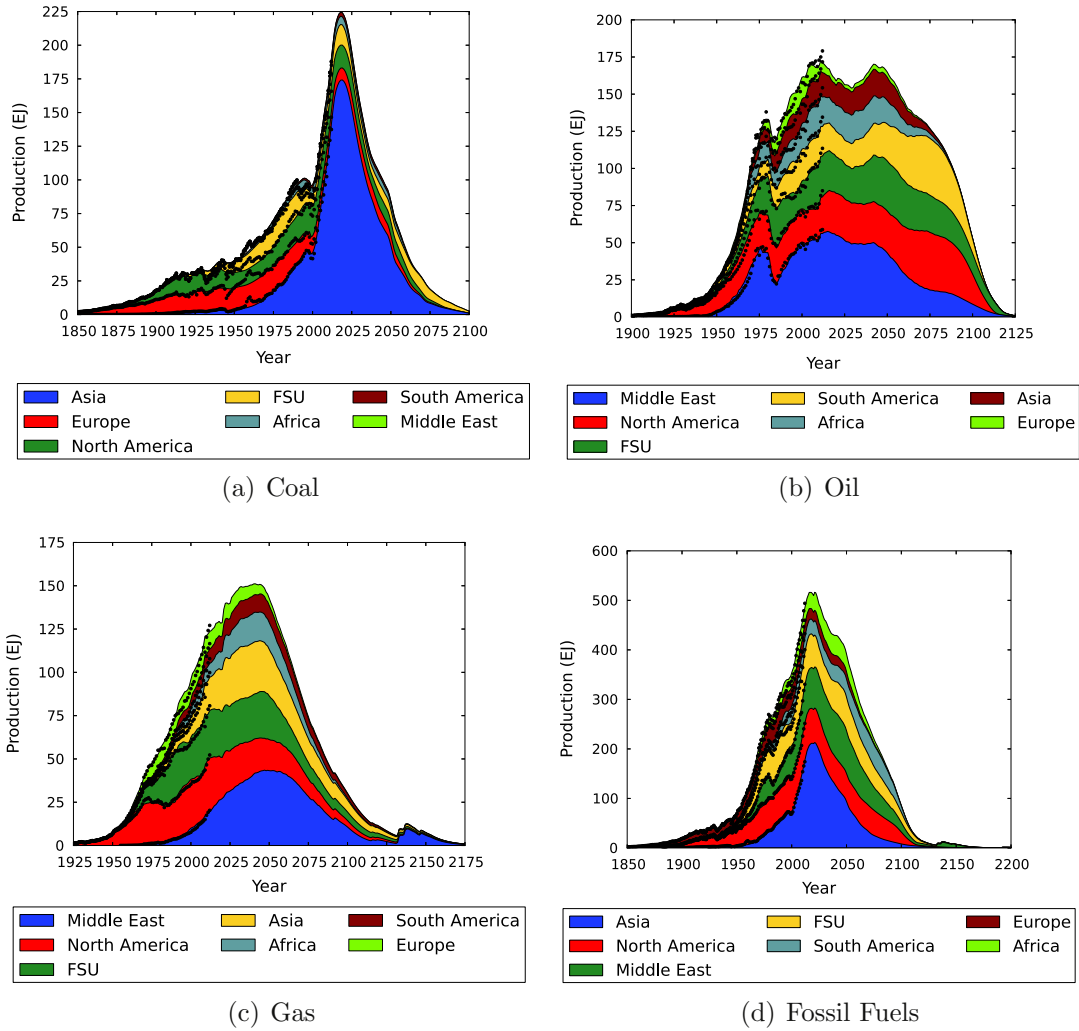 225
200
175
150
125
100
75
50
25
0
Production (EJ)
1850 1875 1900 1925 1950 1975 2000 2025 2050 2075 2100
Year
Asia FSU South America
Europe Africa Middle East
North America
(a) Coal
200
175
150
125
100
75
50
25
0
Production (EJ)
1900 1925 1950 1975 2000 2025 2050 2075 2100 2125
Year
Middle East South America Asia
North America Africa Europe
FSU
(b) Oil
175
150
125
100
75
50
25
0
Production (EJ)
1925 1950 1975 2000 2025 2050 2075 2100 2125 2150 2175
Year
Middle East Asia South America
North America Africa Europe
FSU
(c) Gas
600
500
400
300
200
100
0
Production (EJ)
1850 1900 1950 2000 2050 2100 2150 2200
Year
Asia FSU Europe
North America South America Africa
Middle East
(d) Fossil Fuels